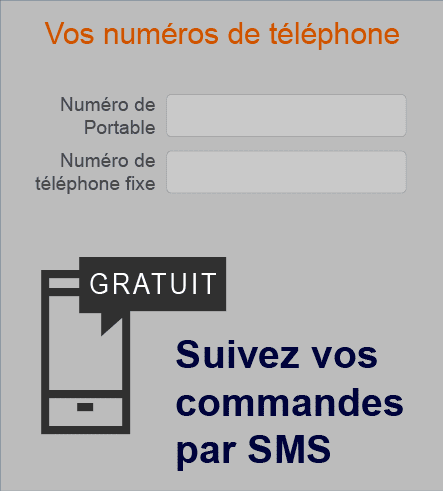 Vos numéros de téléphone
Numéro de
Portable
Numéro de
téléphone fixe
GRATUIT
Suivez vos
commandes
par SMS